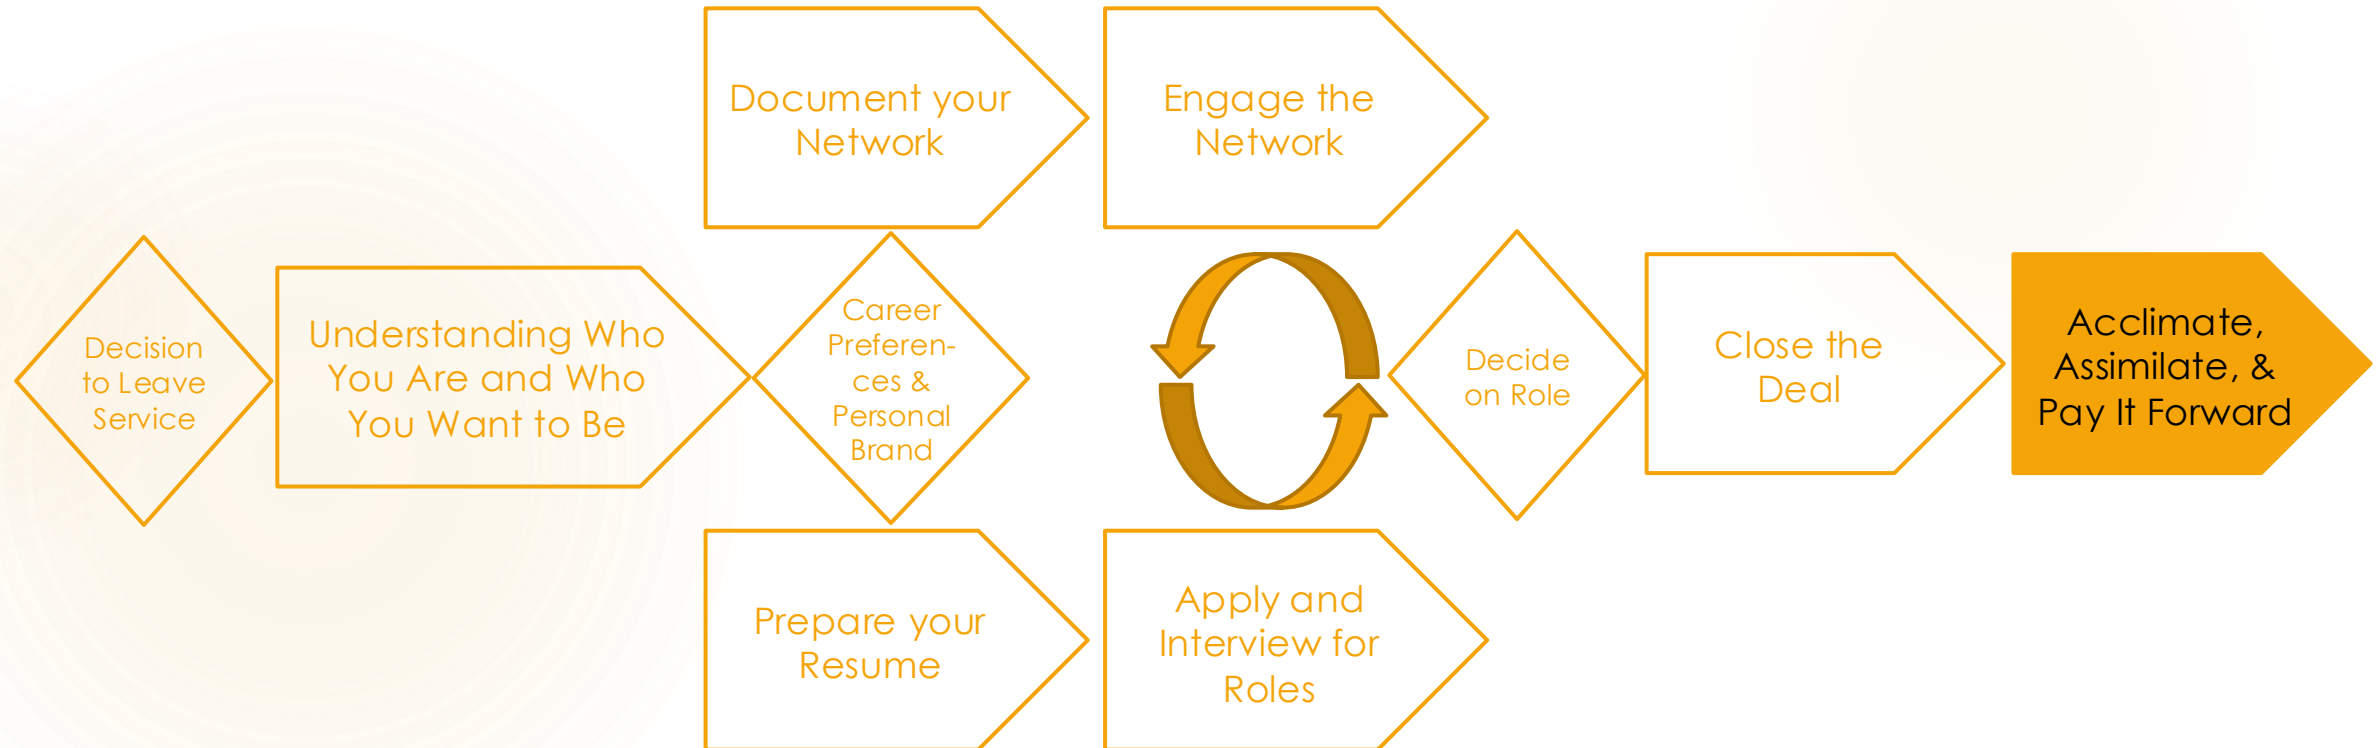 Document your
Network
Engage the
Network
Decision
to Leave
Service
Understanding Who
You Are and Who
You Want to Be
Career
Preferen-
ces &
Personal
Brand
Decide
on Role
Close the
Deal
Acclimate,
Assimilate, &
Pay It Forward
Prepare your
Resume
Apply and
Interview for
Roles